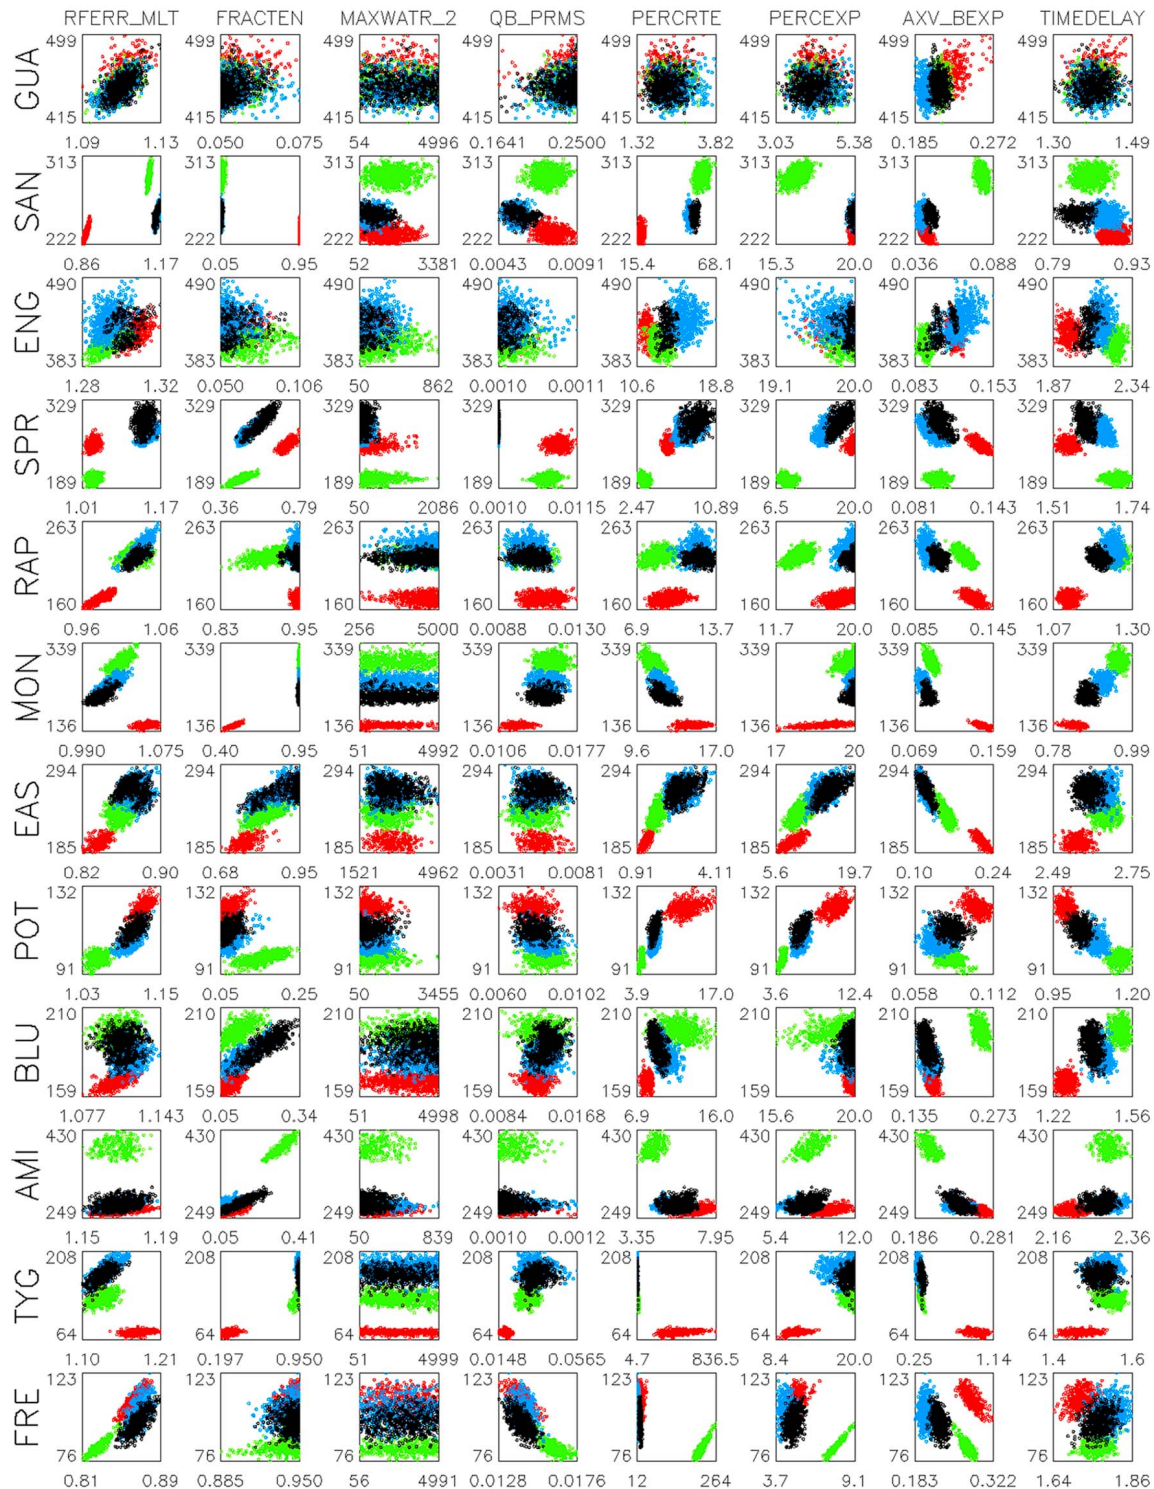 RFERR_MLT FRACTEN MAXWATR_2 QB_PRMS PERCRTE PERCEXP AXV_BEXP TIMEDELAY
GUA
499 499 499 499 499 499 499 499
415 415 415 415 415 415 415 415
1.09 1.13 0.050 0.075 54 4996 0.1641 0.2500 1.32 3.82 3.03 5.38 0.185 0.272 1.30 1.49
SAN
313 313 313 313 313 313 313 313
222 222 222 222 222 222 222 222
0.86 1.17 0.05 0.95 52 3381 0.0043 0.0091 15.4 68.1 15.3 20.0 0.036 0.088 0.79 0.93
ENG
490 490 490 490 490 490 490 490
383 383 383 383 383 383 383 383
1.28 1.32 0.050 0.106 50 862 0.0010 0.0011 10.6 18.8 19.1 20.0 0.083 0.153 1.87 2.34
SPR
329 329 329 329 329 329 329 329
189 189 189 189 189 189 189 189
1.01 1.17 0.36 0.79 50 2086 0.0010 0.0115 2.47 10.89 6.5 20.0 0.081 0.143 1.51 1.74
RAP
263 263 263 263 263 263 263 263
160 160 160 160 160 160 160 160
0.96 1.06 0.83 0.95 256 5000 0.0088 0.0130 6.9 13.7 11.7 20.0 0.085 0.145 1.07 1.30
MON
339 339 339 339 339 339 339 339
136 136 136 136 136 136 136 136
0.990 1.075 0.40 0.95 51 4992 0.0106 0.0177 9.6 17.0 17 20 0.069 0.159 0.78 0.99
EAS
294 294 294 294 294 294 294 294
185 185 185 185 185 185 185 185
0.82 0.90 0.68 0.95 1521 4962 0.0031 0.0081 0.91 4.11 5.6 19.7 0.10 0.24 2.49 2.75
POT
132 132 132 132 132 132 132 132
91 91 91 91 91 91 91 91
1.03 1.15 0.05 0.25 50 3455 0.0060 0.0102 3.9 17.0 3.6 12.4 0.058 0.112 0.95 1.20
BLU
210 210 210 210 210 210 210 210
159 159 159 159 159 159 159 159
1.077 1.143 0.05 0.34 51 4998 0.0084 0.0168 6.9 16.0 15.6 20.0 0.135 0.273 1.22 1.56
AMI
430 430 430 430 430 430 430 430
249 249 249 249 249 249 249 249
1.15 1.19 0.05 0.41 50 839 0.0010 0.0012 3.35 7.95 5.4 12.0 0.186 0.281 2.16 2.36
TYG
208 208 208 208 208 208 208 208
64 64 64 64 64 64 64 64
1.10 1.21 0.197 0.950 51 4999 0.0148 0.0565 4.7 836.5 8.4 20.0 0.25 1.14 1.4 1.6
FRE
123 123 123 123 123 123 123 123
76 76 76 76 76 76 76 76
0.81 0.89 0.885 0.950 56 4991 0.0128 0.0176 12 264 3.7 9.1 0.183 0.322 1.64 1.86